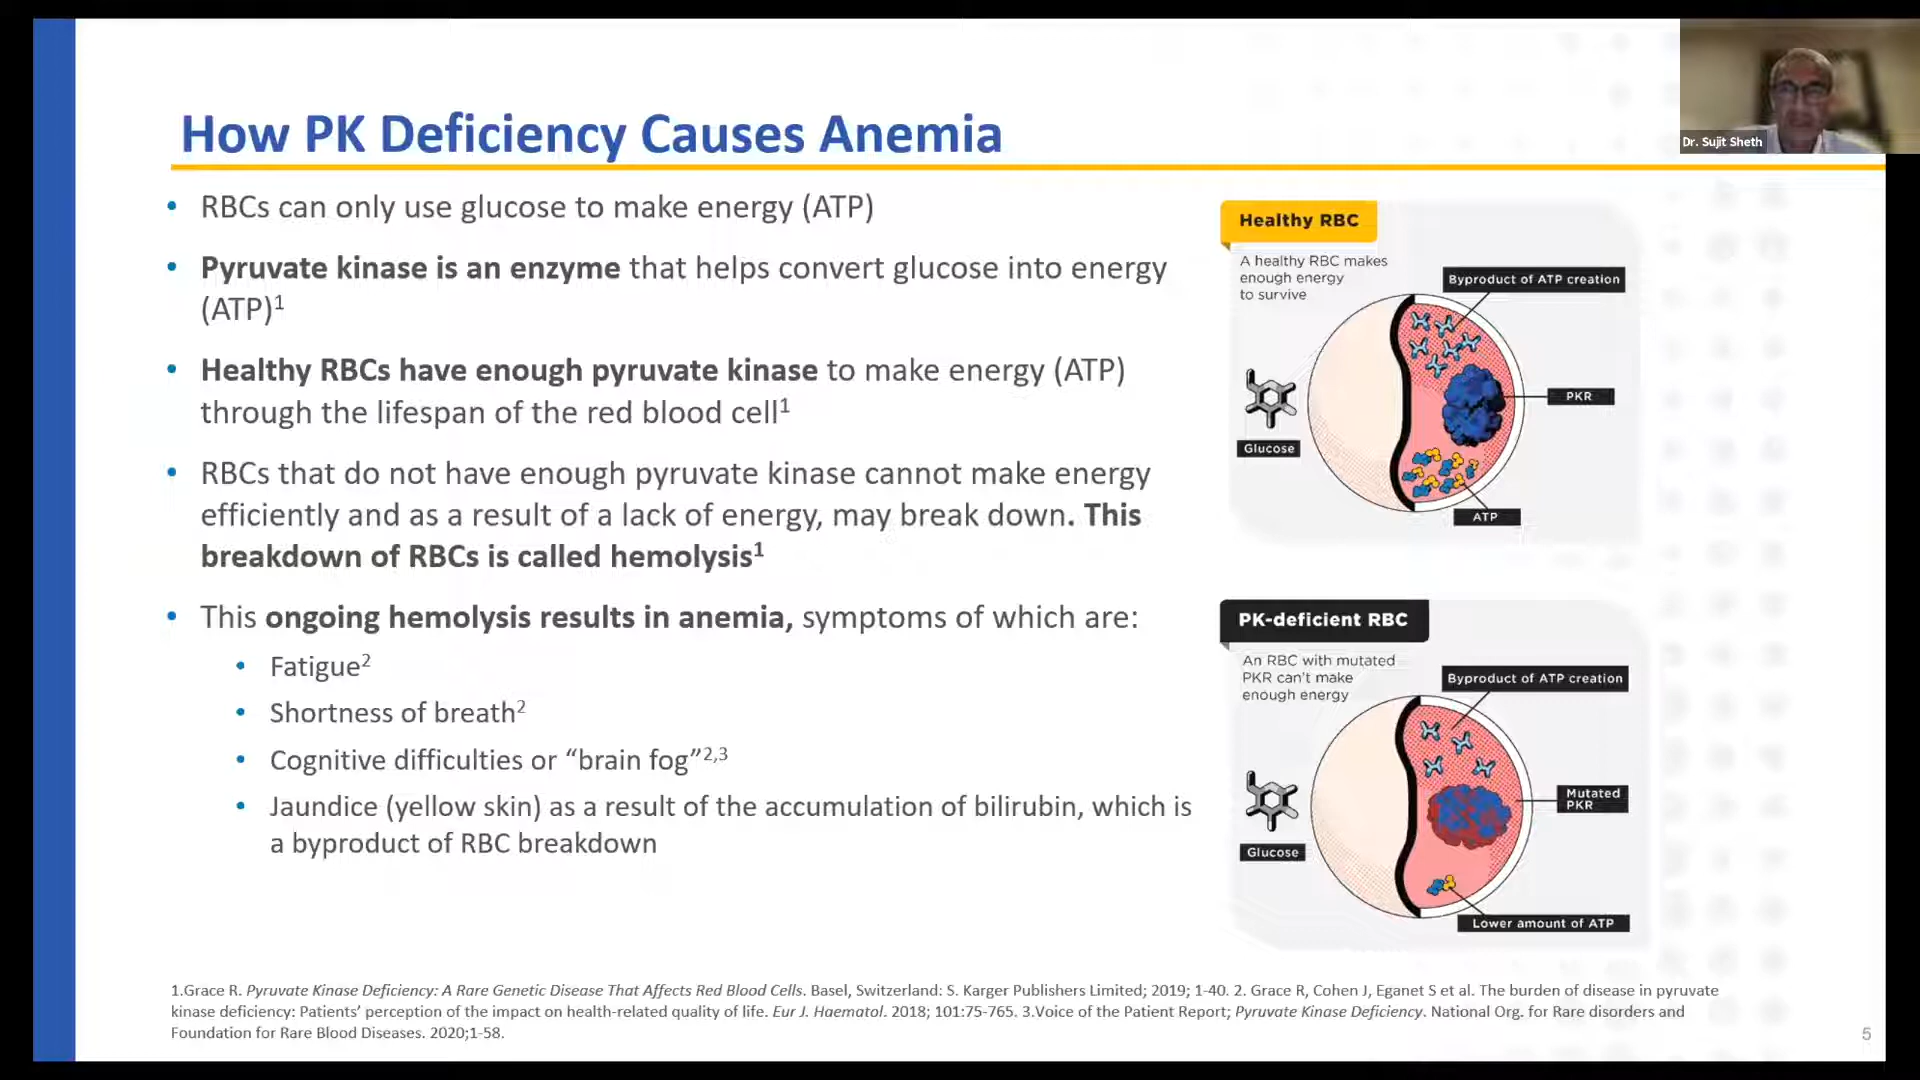 How PK Deficiency Causes Anemia
Dr. Sujit Sheth
• RBCs can only use glucose to make energy (ATP)
• Pyruvate kinase is an enzyme that helps convert glucose into energy
(ATP)1
• Healthy RBCs have enough pyruvate kinase to make energy (ATP)
through the lifespan of the red blood cell1
• RBCs that do not have enough pyruvate kinase cannot make energy
efficiently and as a result of a lack of energy, may break down. This
breakdown of RBCs is called hemolysis1
• This ongoing hemolysis results in anemia, symptoms of which are:
• Fatigue2
• Shortness of breath2
• Cognitive difficulties or “brain fog”2,3
• Jaundice (yellow skin) as a result of the accumulation of bilirubin, which is
a byproduct of RBC breakdown
Healthy RBC
A healthy RBC makes
enough energy
to survive
Byproduct of ATP creation
PKR
Glucose
ATP
PK-deficient RBC
An RBC with mutated
PKR can't make
enough energy
Byproduct of ATP creation
Mutated
PKR
Glucose
Lower amount of ATP
1.Grace R. Pyruvate Kinase Deficiency: A Rare Genetic Disease That Affects Red Blood Cells. Basel, Switzerland: S. Karger Publishers Limited; 2019; 1-40. 2. Grace R, Cohen J, Eganet S et al. The burden of disease in pyruvate
kinase deficiency: Patients’ perception of the impact on health-related quality of life. Eur J. Haematol. 2018; 101:75-765. 3.Voice of the Patient Report; Pyruvate Kinase Deficiency. National Org. for Rare disorders and
Foundation for Rare Blood Diseases. 2020;1-58.
5